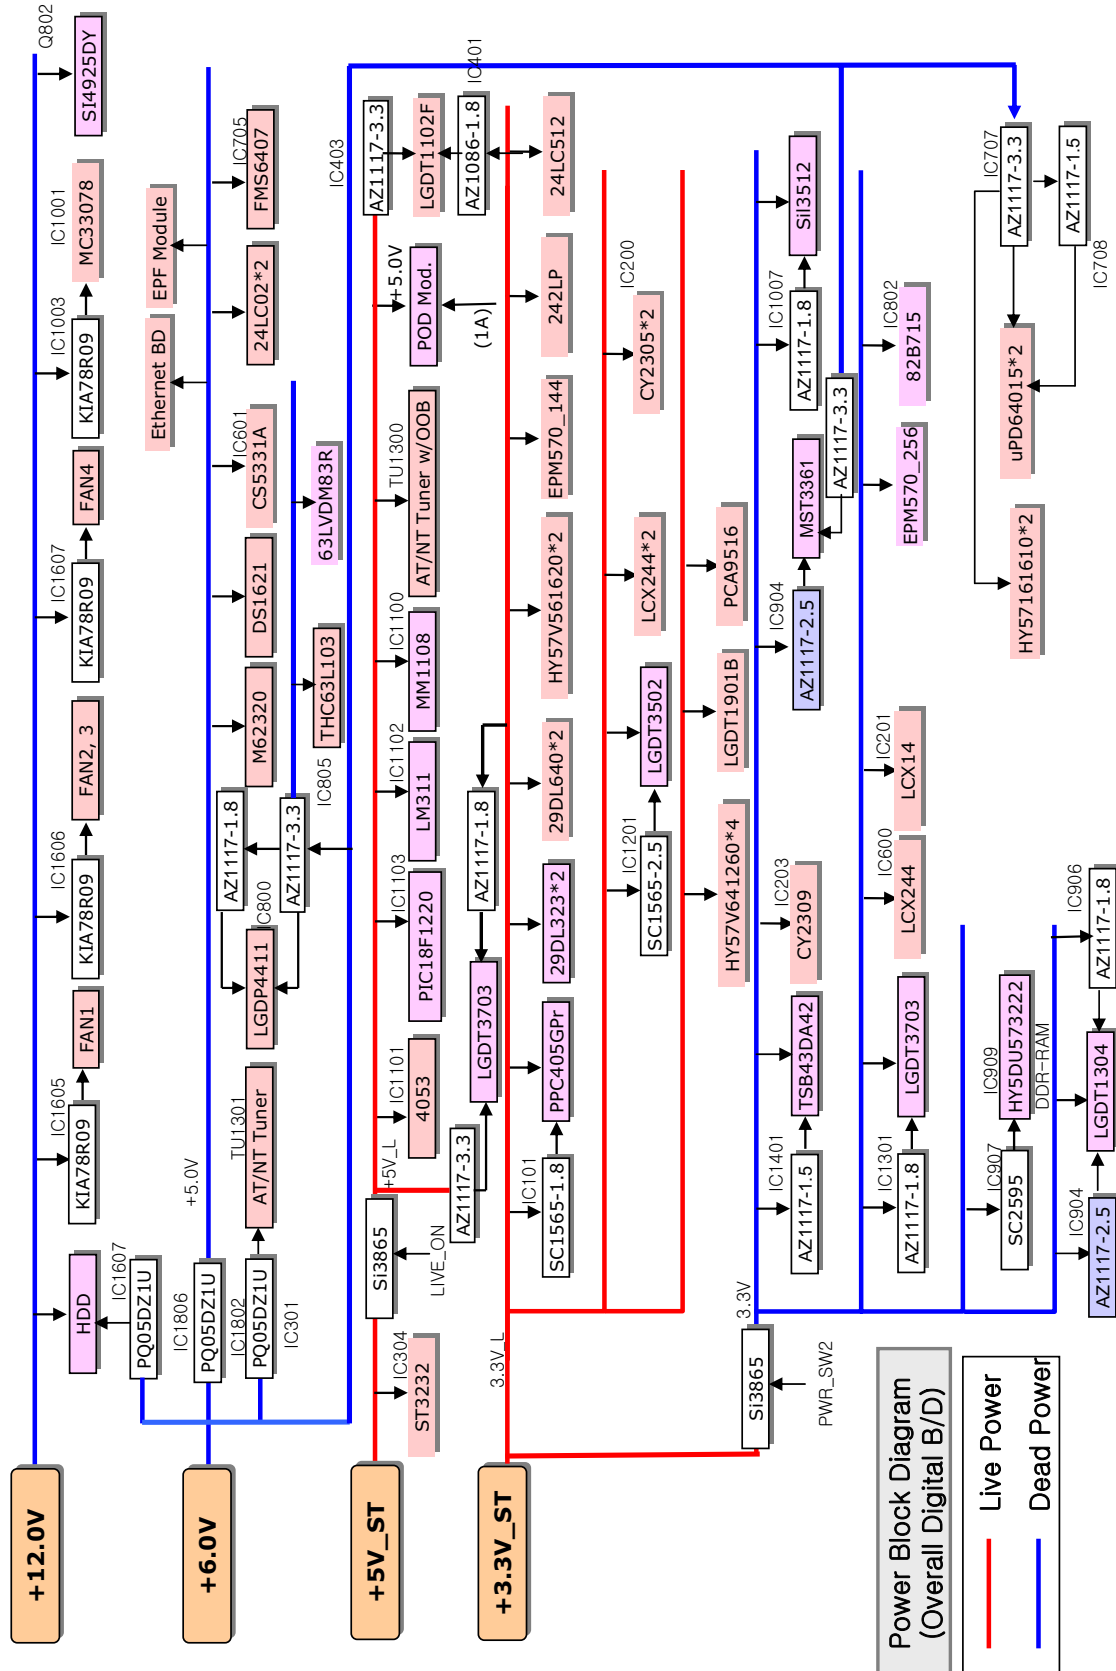 +12.0V
HDD
IC1605
KIA78R09
FAN1
IC1606
KIA78R09
FAN2, 3
IC1607
KIA78R09
FAN4
IC1003
KIA78R09
IC1001
MC33078
Q802
SI4925DY
IC1607
PQ05DZ1U
+6.0V
IC1806
PQ05DZ1U
+5.0V
Ethernet BD
EPF Module
IC1802
PQ05DZ1U
IC301
TU1301
AT/NT Tuner
LGDP4411
IC800
AZ1117-1.8
AZ1117-3.3
IC805
M62320
DS1621
IC601
CS5331A
24LC02*2
IC705
FMS6407
THC63L103
63LVDM83R
+5V_ST
IC304
ST3232
Si3865
LIVE_ON
+5V_L
IC1101
4053
IC1103
PIC18F1220
IC1102
LM311
IC1100
MM1108
TU1300
AT/NT Tuner w/OOB
+5.0V
POD Mod.
(1A)
IC403
AZ1117-3.3
LGDT1102F
AZ1086-1.8
IC401
AZ1117-3.3
LGDT3703
AZ1117-1.8
+3.3V_ST
3.3V_L
IC101
SC1565-1.8
PPC405GPr
29DL323*2
29DL640*2
HY57V561620*2
EPM570_144
242LP
24LC512
IC1201
SC1565-2.5
LGDT3502
LCX244*2
IC200
CY2305*2
HY57V641260*4
LGDT1901B
PCA9516
Si3865
PWR_SW2
3.3V
IC1401
AZ1117-1.5
TSB43DA42
IC203
CY2309
IC904
AZ1117-2.5
MST3361
AZ1117-3.3
IC1007
AZ1117-1.8
SiI3512
IC1301
AZ1117-1.8
LGDT3703
IC600
LCX244
IC201
LCX14
EPM570_256
IC802
82B715
IC907
SC2595
IC909
HY5DU573222
DDR-RAM
IC904
AZ1117-2.5
LGDT1304
IC906
AZ1117-1.8
HY57161610*2
uPD64015*2
IC707
AZ1117-3.3
AZ1117-1.5
IC708
Power Block Diagram
(Overall Digital B/D)
Live Power
Dead Power